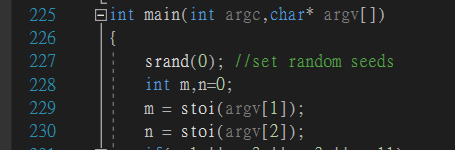 225 int main(int argc,char* argv[])
226 {
227 srand(0); //set random seeds
228 int m,n=0;
229 m = stoi(argv[1]);
230 n = stoi(argv[2]);